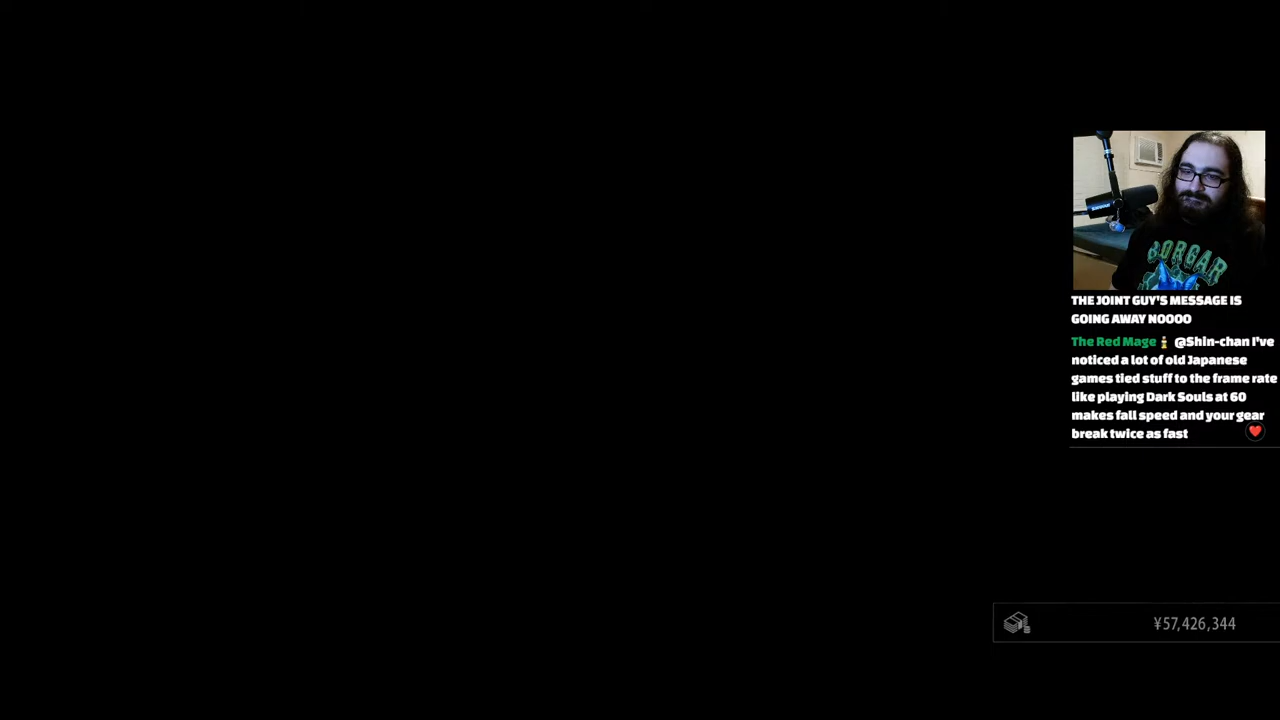 BORGAR
THE JOINT GUY'S MESSAGE IS
GOING AWAY NOOOO
The Red Mage @Shin-chan I've
noticed a lot of old Japanese
games tied stuff to the frame rate
like playing Dark Souls at 60
makes fall speed and your gear
break twice as fast
¥57,426,344